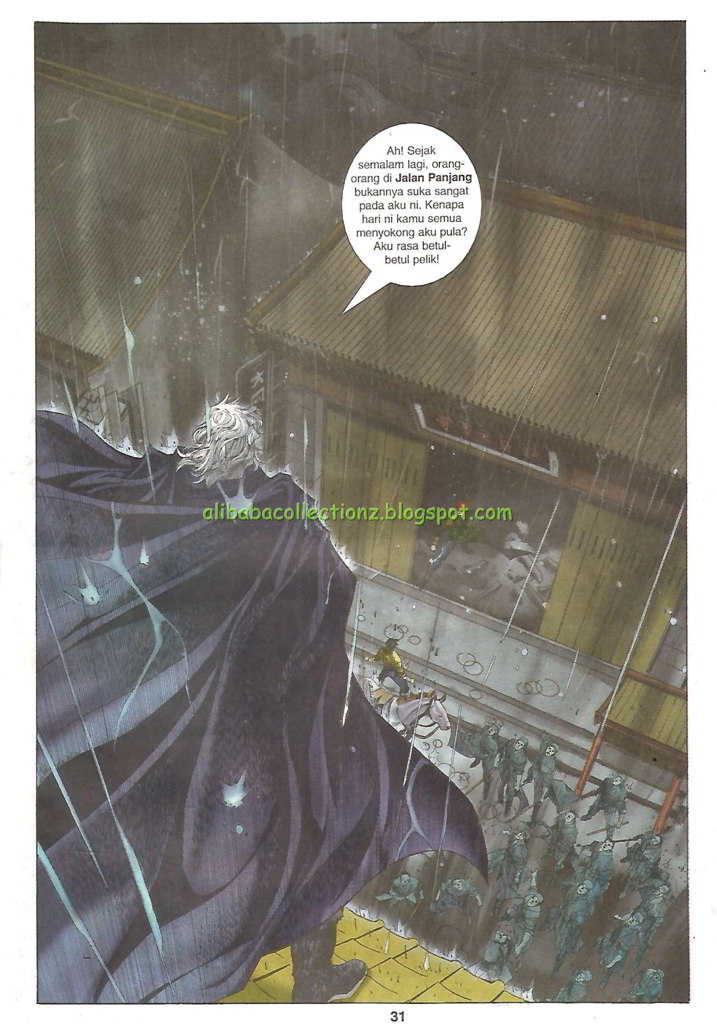 Ah! Sejak
semalam lagi, orang-
orang di Jalan Panjang
bukannya suka sangat
pada aku ni. Kenapa
hari ni kamu semua
menyokong aku pula?
Aku rasa betul-
betul pelik!
alibabacollectionz.blogspot.com
31